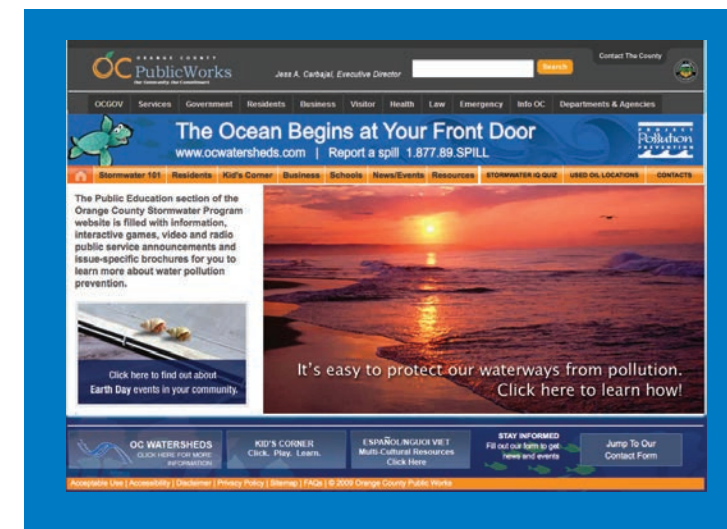 ORANGE COUNTY
OC PublicWorks
Our Community. Our Commitment.
Jess A. Carbajal, Executive Director
Search
Contact The County
OCGOV Services Government Residents Business Visitor Health Law Emergency Info OC Departments & Agencies
The Ocean Begins at Your Front Door
www.ocwatersheds.com | Report a spill 1.877.89.SPILL
PROJECT
Pollution
PREVENTION
Stormwater 101 Residents Kid's Corner Business Schools News/Events Resources STORMWATER IQ QUIZ USED OIL LOCATIONS CONTACTS
The Public Education section of the
Orange County Stormwater Program
website is filled with information,
interactive games, video and radio
public service announcements and
issue-specific brochures for you to
learn more about water pollution
prevention.
Click here to find out about
Earth Day events in your community.
It's easy to protect our waterways from pollution.
Click here to learn how!
OC WATERSHEDS
CLICK HERE FOR MORE
INFORMATION
KID'S CORNER
Click. Play. Learn.
ESPAÑOL/NGUOI VIET
Multi-Cultural Resources
Click Here
STAY INFORMED
Fill out our form to get
news and events
Jump To Our
Contact Form
Acceptable Use | Accessibility | Disclaimer | Privacy Policy | Sitemap | FAQs | © 2009 Orange County Public Works